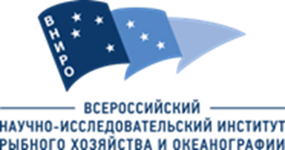 ВНИРО
ВСЕРОССИЙСКИЙ
НАУЧНО-ИССЛЕДОВАТЕЛЬСКИЙ ИНСТИТУТ
РЫБНОГО ХОЗЯЙСТВА И ОКЕАНОГРАФИИ